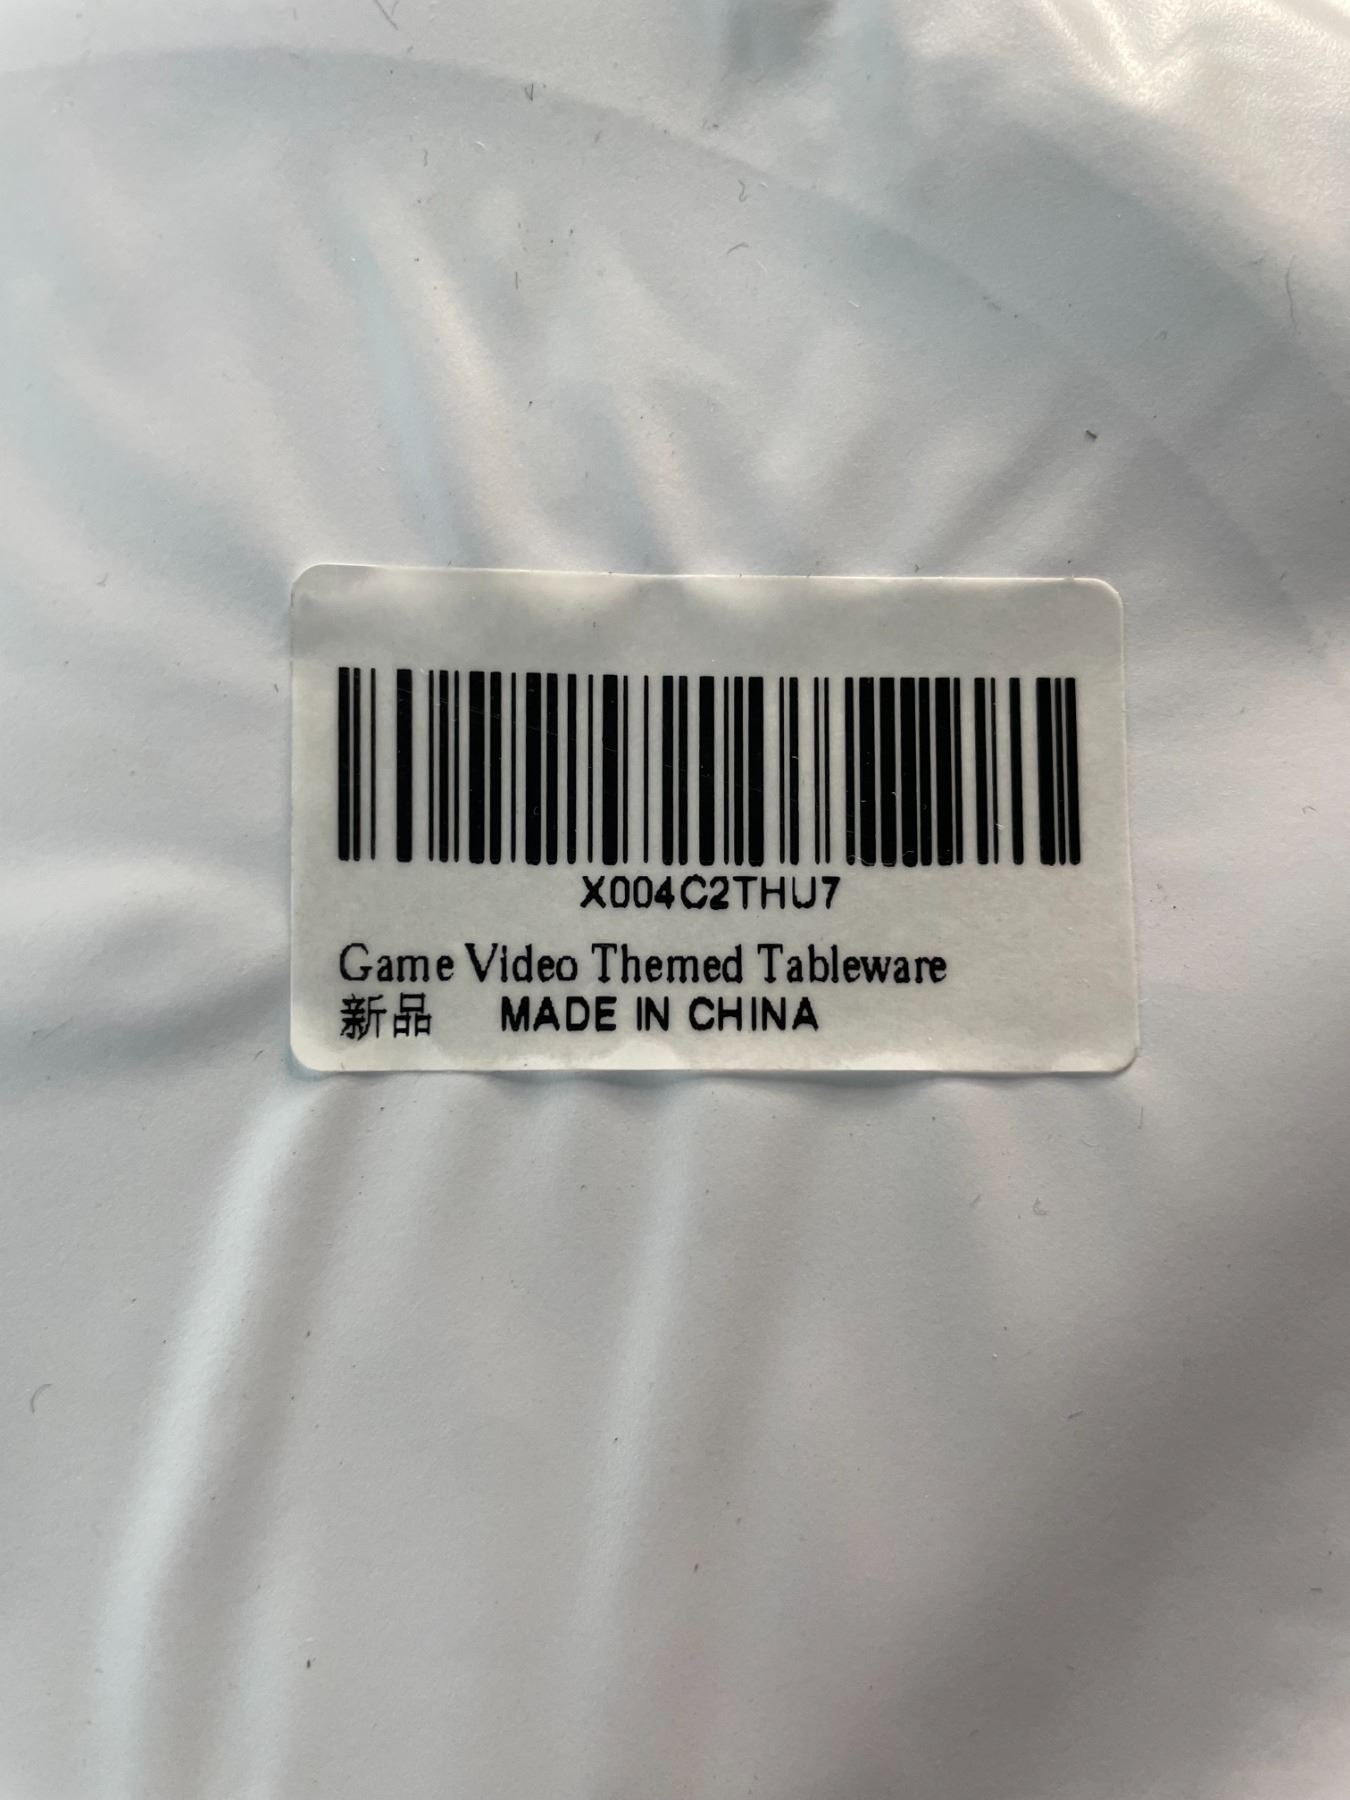 X004C2THU7
Game Video Themed Tableware
新品 MADE IN CHINA